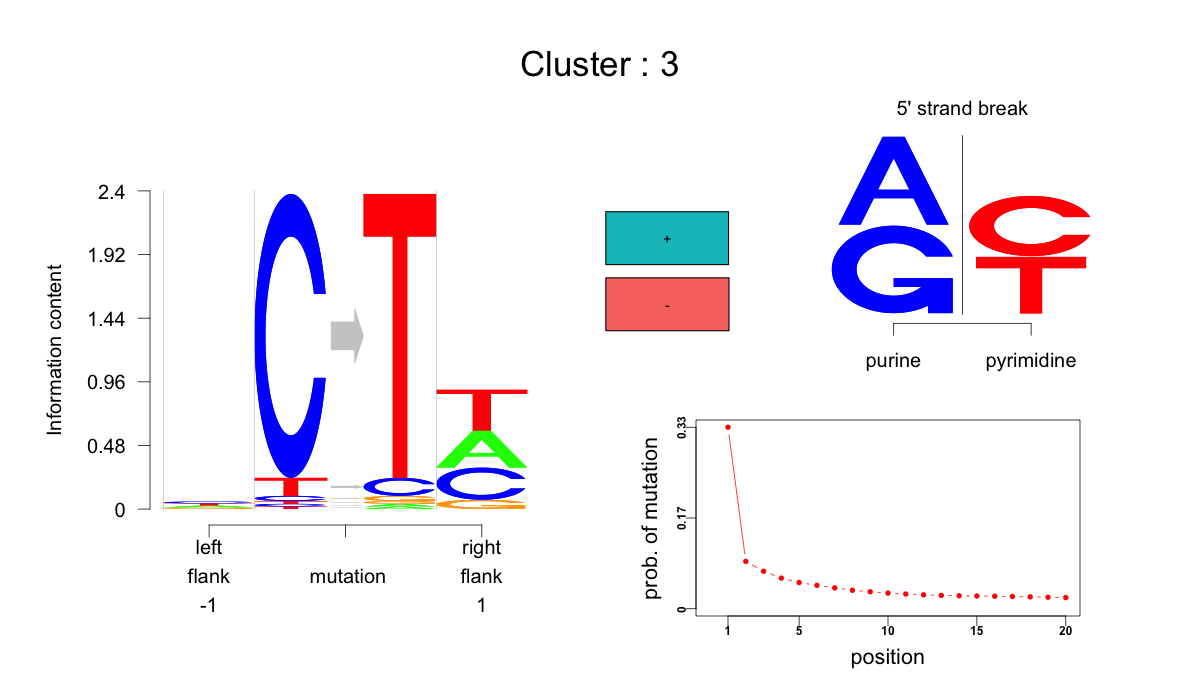 Cluster : 3
5' strand break
Information content
2.4
1.92
1.44
0.96
0.48
0
C
T
T
C
T
A
C
G
left
flank
-1
mutation
right
flank
1
+
-
A
G
C
T
purine
pyrimidine
prob. of mutation
0.33
0.17
0
1
5
10
15
20
position